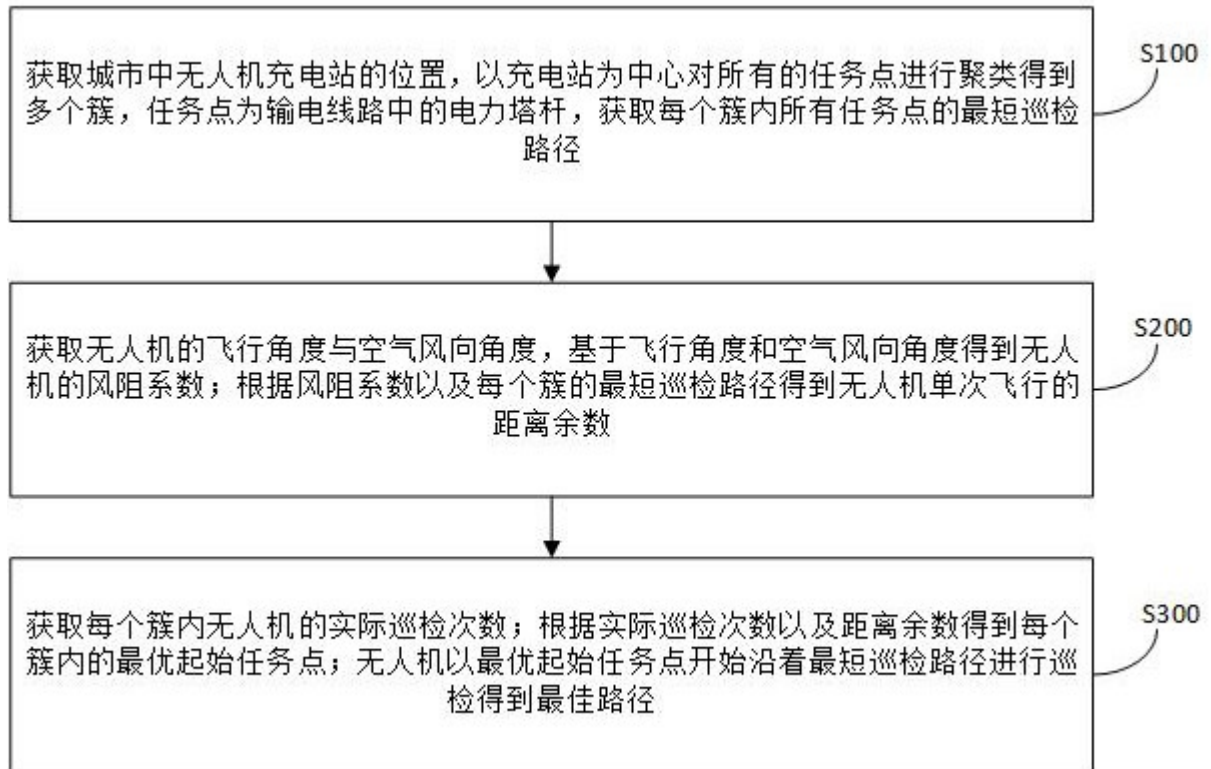 获取城市中无人机充电站的位置，以充电站为中心对所有的任务点进行聚类得到
多个簇，任务点为输电线路中的电力塔杆，获取每个簇内所有任务点的最短巡检
路径
S100
获取无人机的飞行角度与空气风向角度，基于飞行角度和空气风向角度得到无人
机的风阻系数；根据风阻系数以及每个簇的最短巡检路径得到无人机单次飞行的
距离余数
S200
获取每个簇内无人机的实际巡检次数；根据实际巡检次数以及距离余数得到每个
簇内的最优起始任务点；无人机以最优起始任务点开始沿着最短巡检路径进行巡
检得到最佳路径
S300